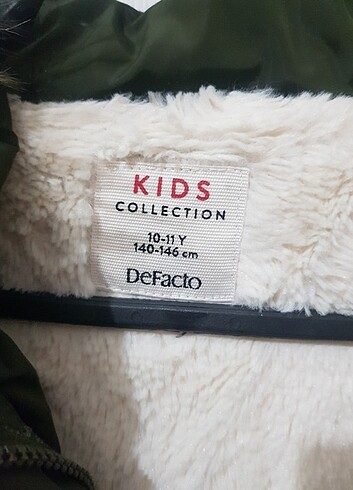 KIDS
COLLECTION
10-11 Y
140-146 cm
DeFacto